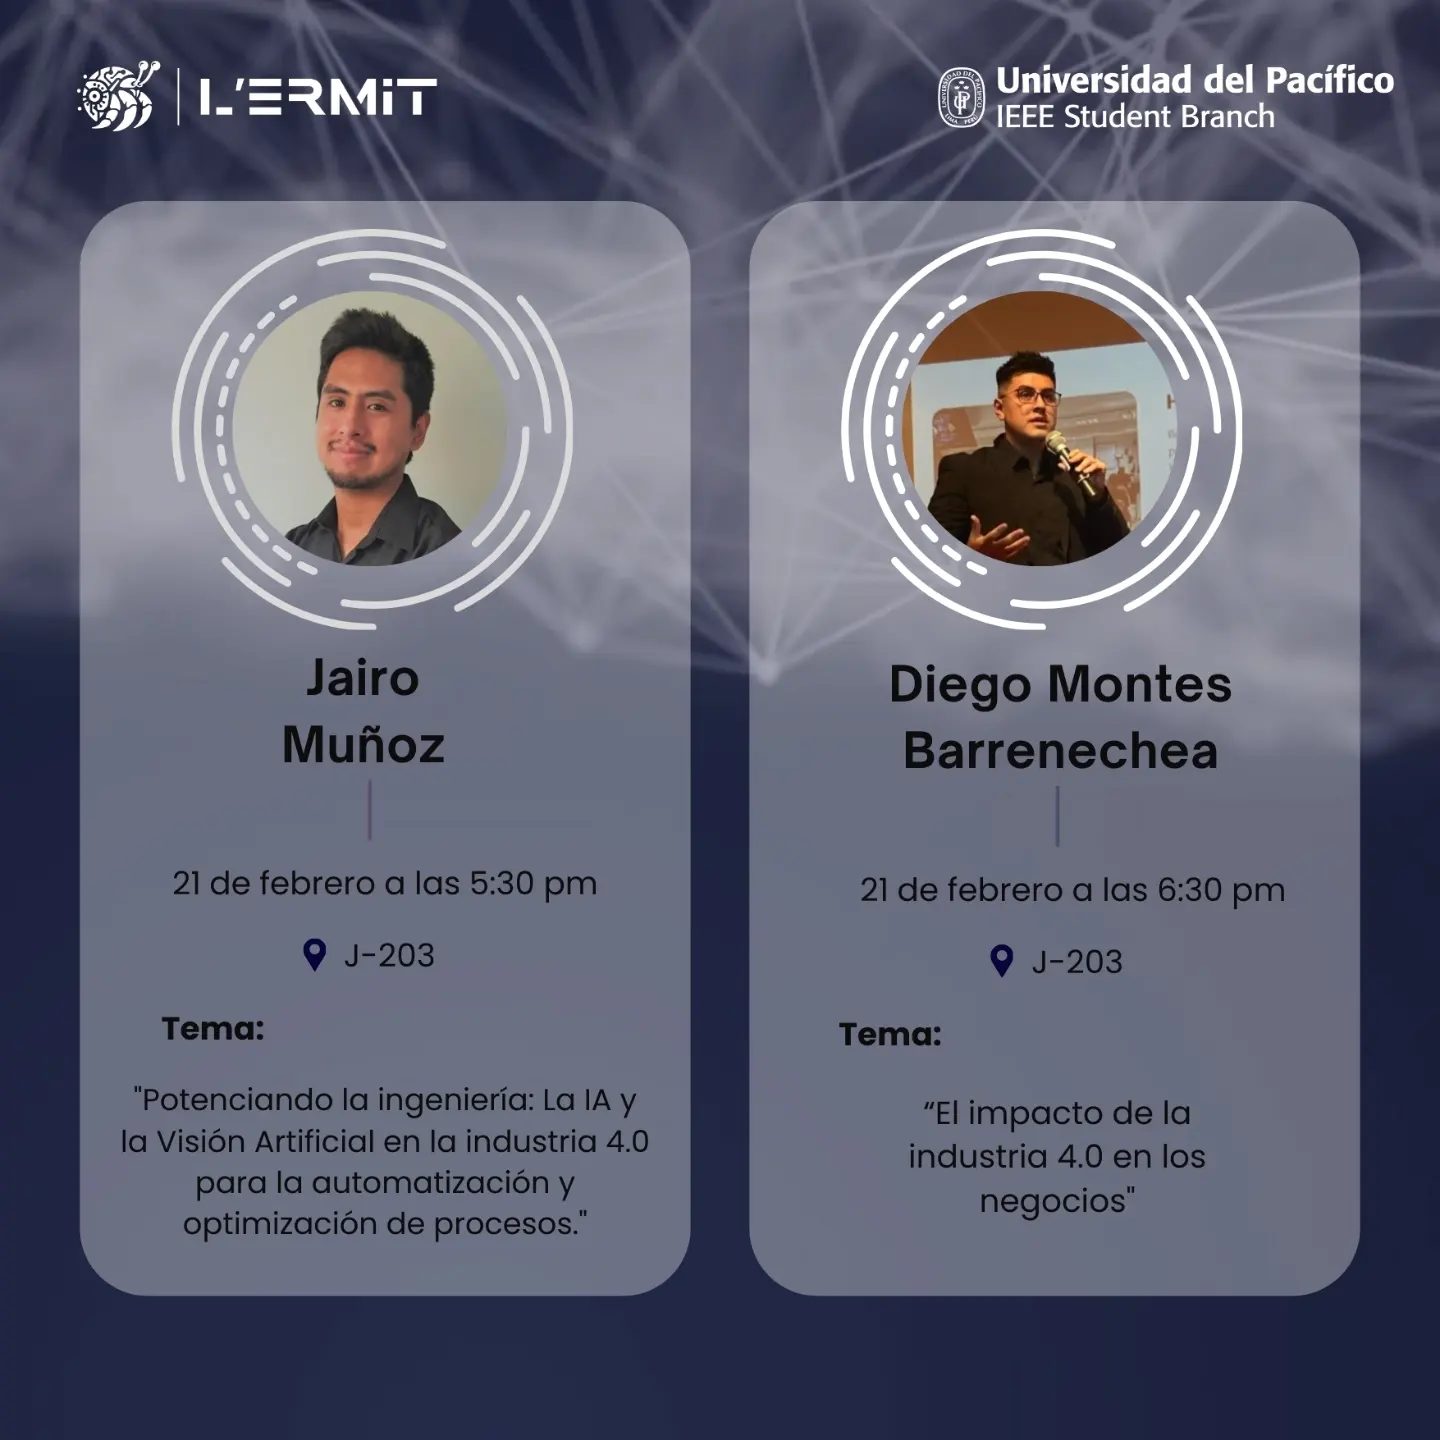 L'ERMIT
Universidad del Pacífico
IEEE Student Branch
Jairo
Muñoz
21 de febrero a las 5:30 pm
J-203
Tema:
"Potenciando la ingeniería: La IA y
la Visión Artificial en la industria 4.0
para la automatización y
optimización de procesos."
Diego Montes
Barrenechea
21 de febrero a las 6:30 pm
J-203
Tema:
“El impacto de la
industria 4.0 en los
negocios"